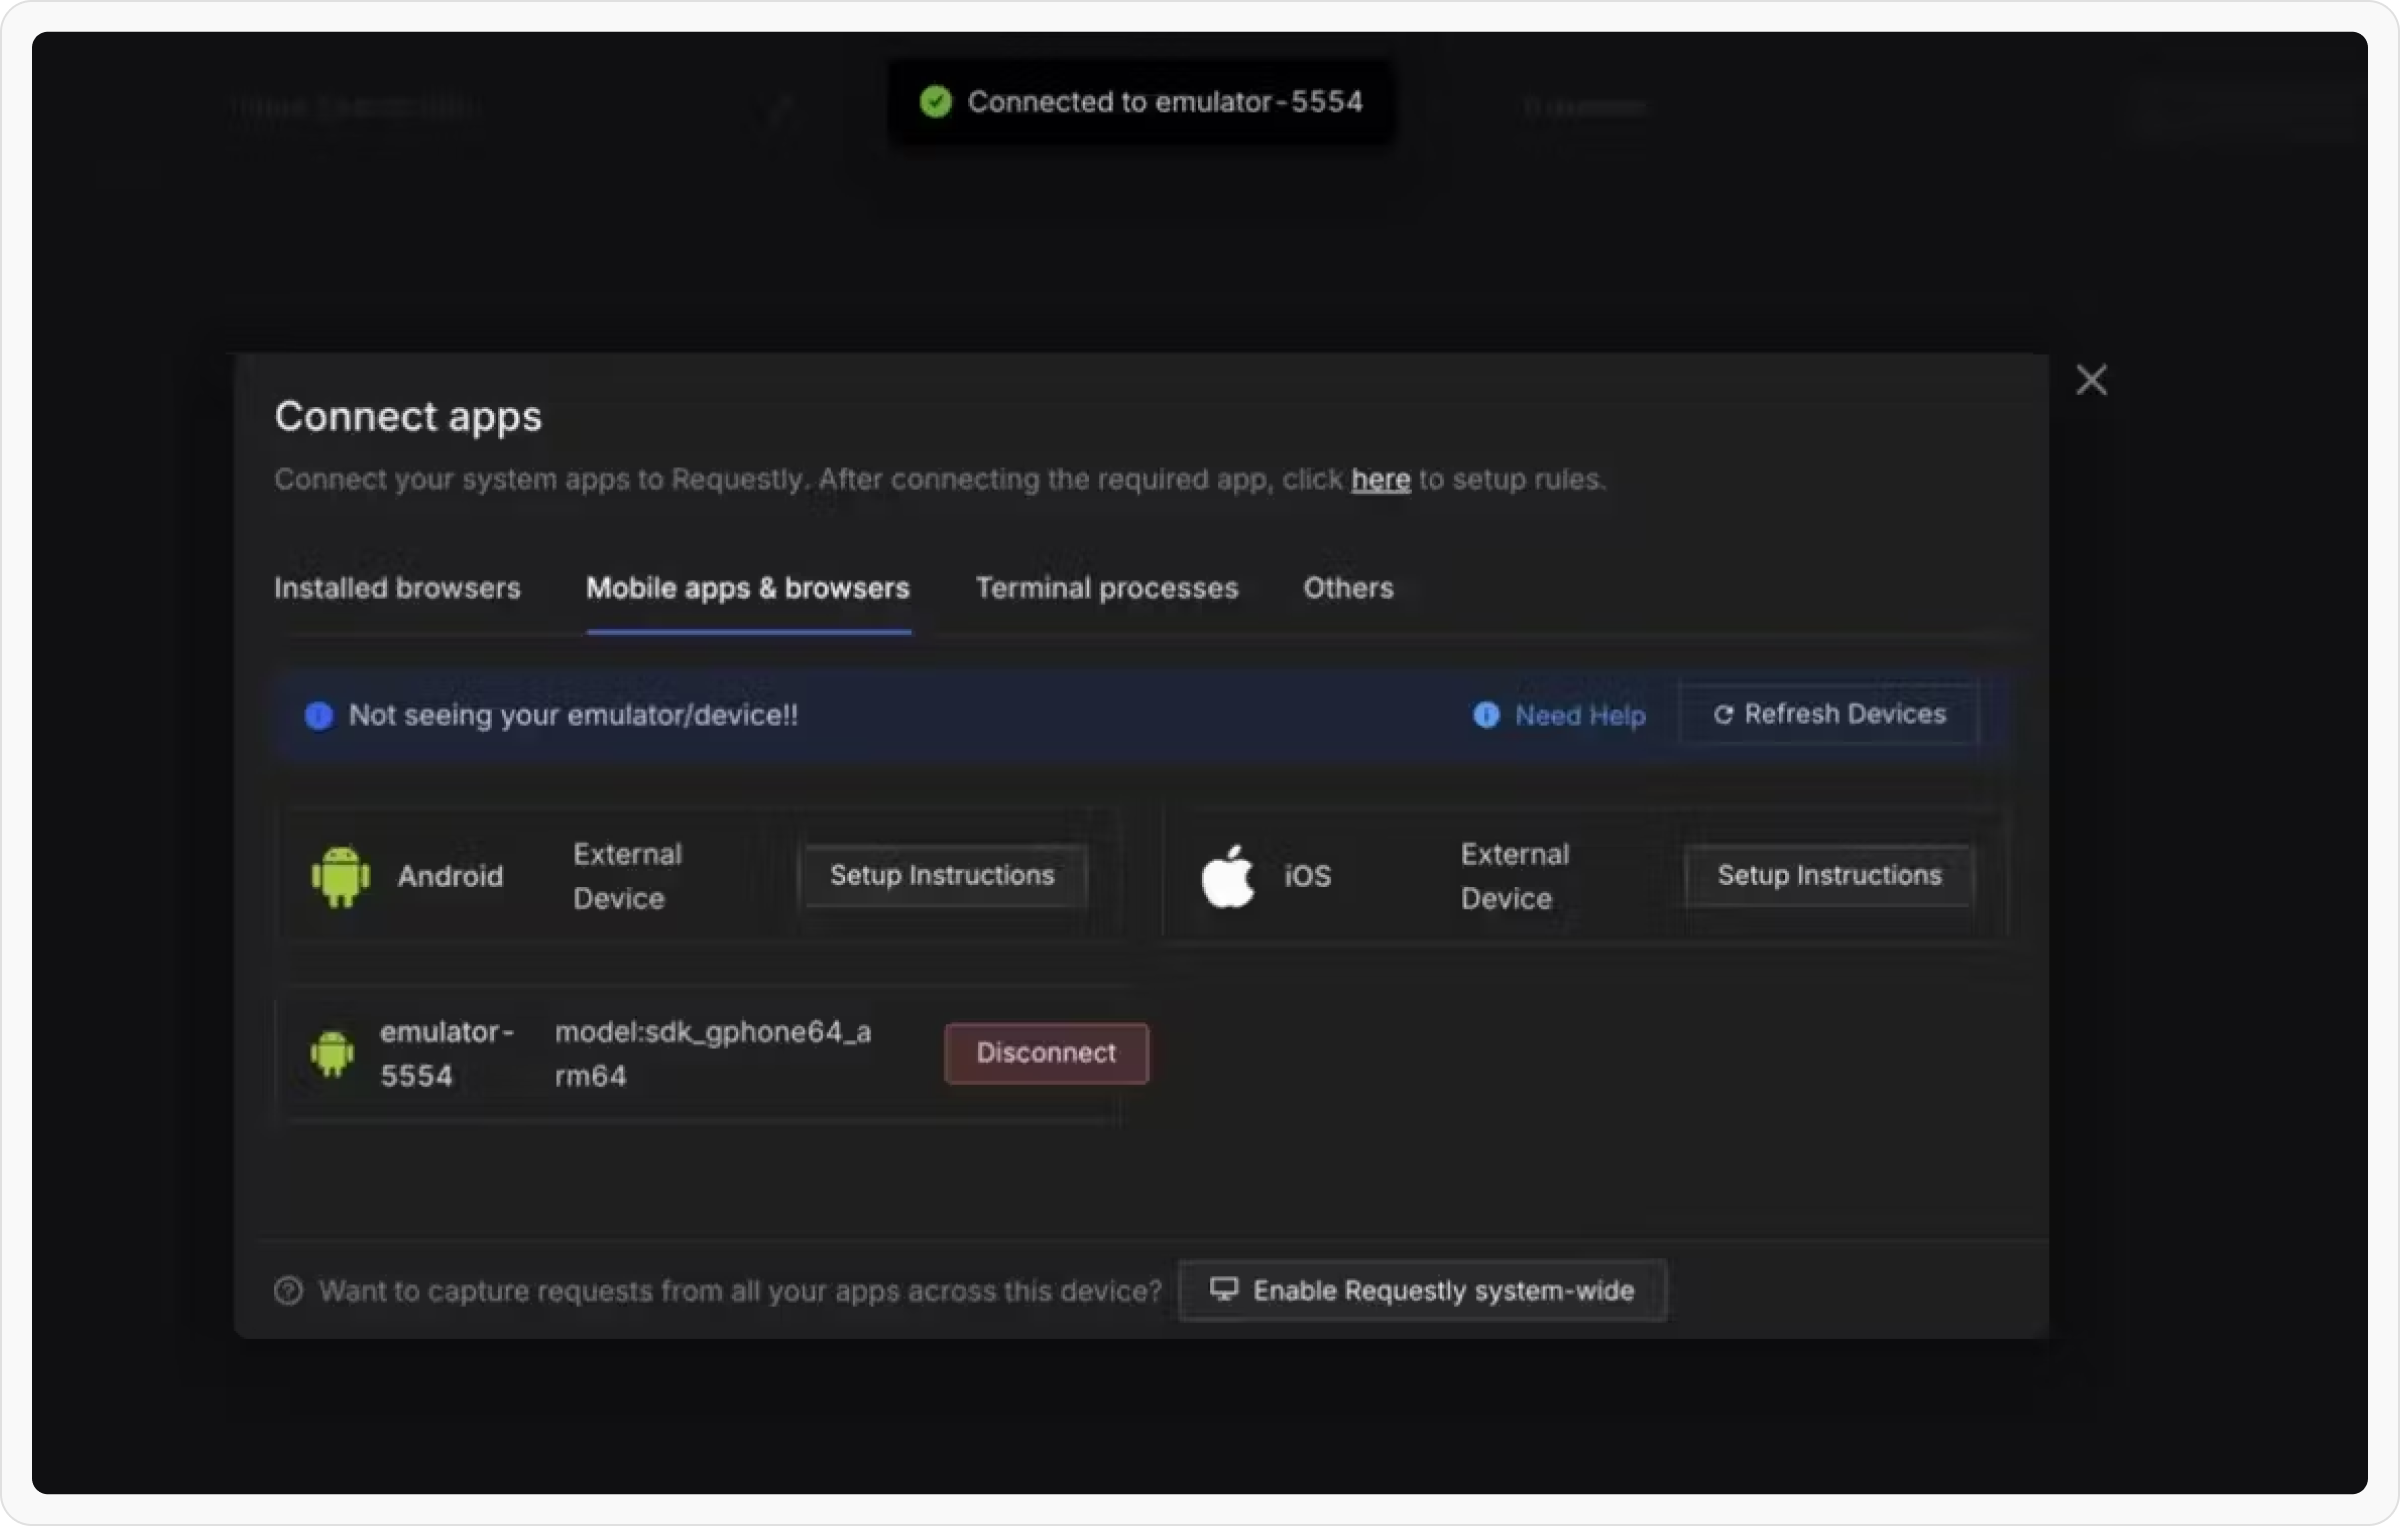 Connected to emulator-5554
Connect apps
Connect your system apps to Requestly. After connecting the required app, click here to setup rules.
Installed browsers
Mobile apps & browsers
Terminal processes
Others
Not seeing your emulator/device!!
Need Help
Refresh Devices
Android
External
Device
Setup Instructions
iOS
External
Device
Setup Instructions
emulator-
5554
model:sdk_gphone64_a
rm64
Disconnect
Want to capture requests from all your apps across this device?
Enable Requestly system-wide